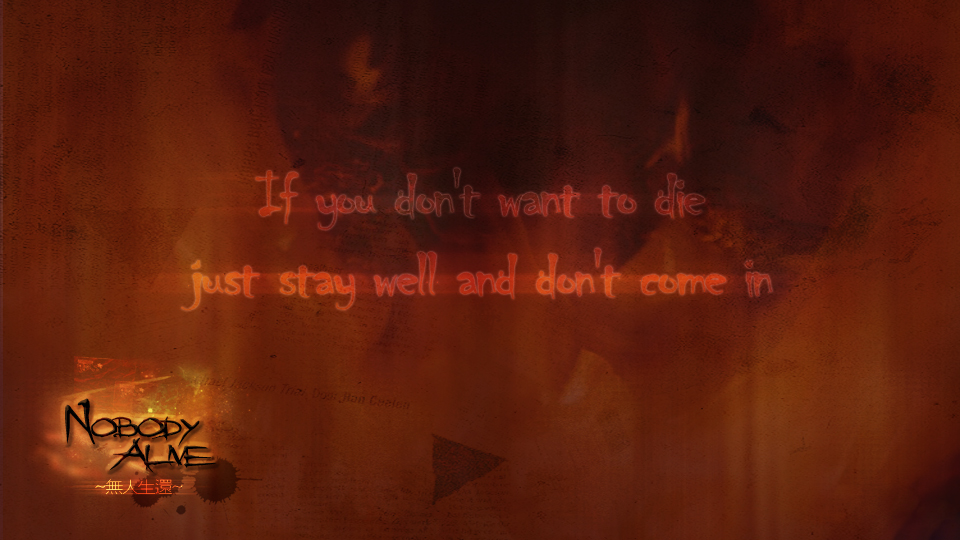 If you don't want to die
just stay well and don't come in
NOBODY
ALIVE
~無人生還~